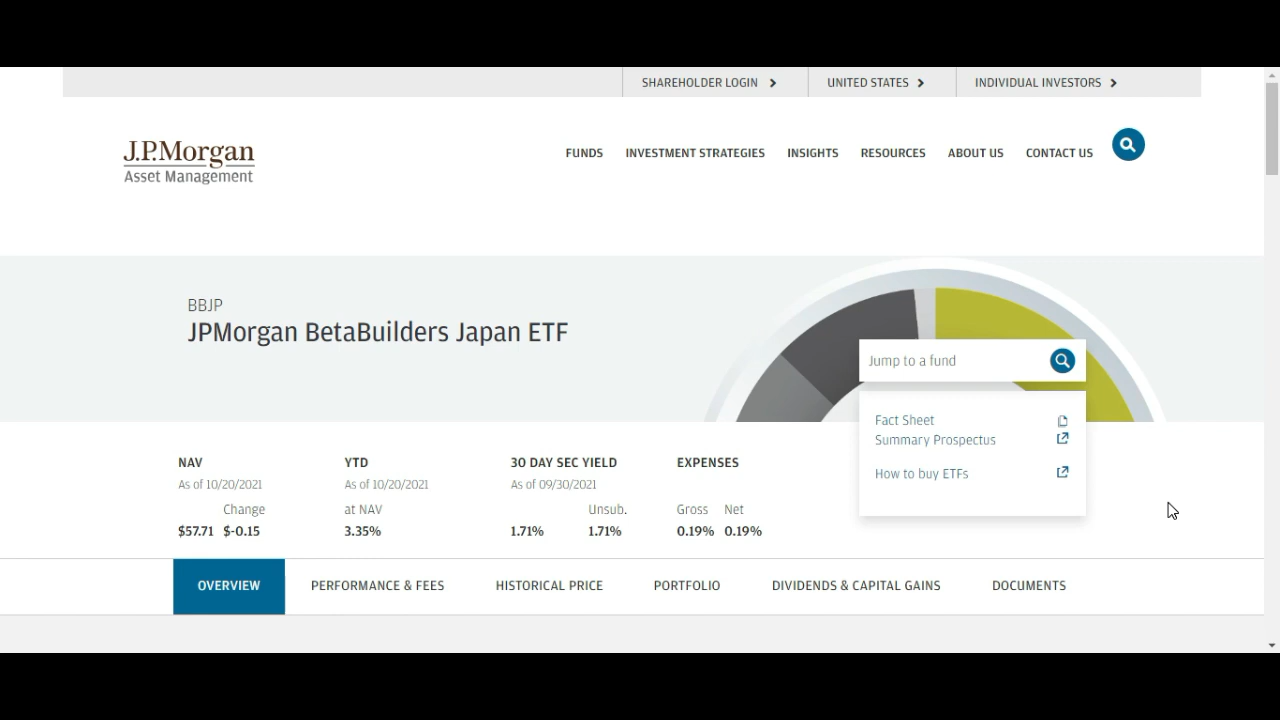 SHAREHOLDER LOGIN UNITED STATES INDIVIDUAL INVESTORS
J.P.Morgan
Asset Management
FUNDS INVESTMENT STRATEGIES INSIGHTS RESOURCES ABOUT US CONTACT US
BBJP
JPMorgan BetaBuilders Japan ETF
Jump to a fund
Fact Sheet
Summary Prospectus
How to buy ETFs
NAV YTD 30 DAY SEC YIELD EXPENSES
As of 10/20/2021 As of 10/20/2021 As of 09/30/2021
Change at NAV Unsub. Gross Net
$57.71 $-0.15 3.35% 1.71% 1.71% 0.19% 0.19%
OVERVIEW PERFORMANCE & FEES HISTORICAL PRICE PORTFOLIO DIVIDENDS & CAPITAL GAINS DOCUMENTS